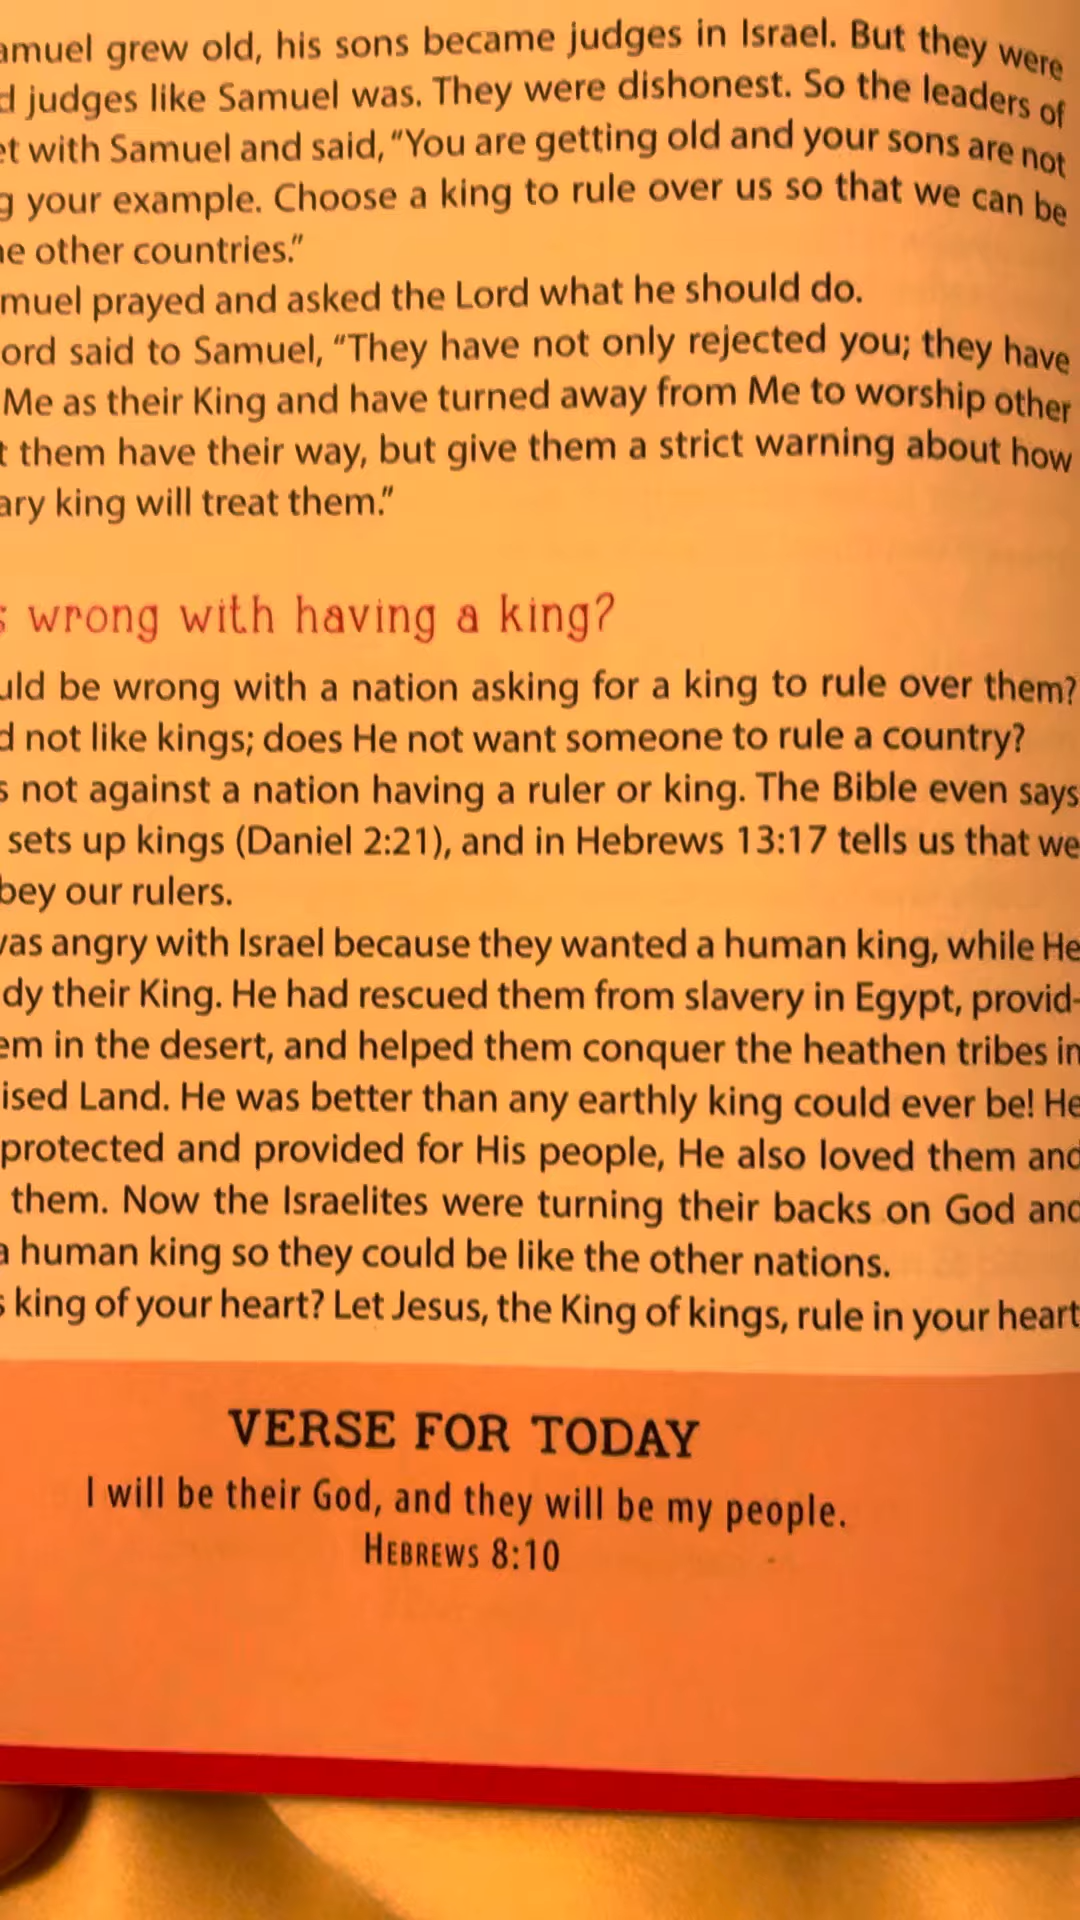 amuel grew old, his sons became judges in Israel. But they were
d judges like Samuel was. They were dishonest. So the leaders of
et with Samuel and said, “You are getting old and your sons are not
g your example. Choose a king to rule over us so that we can be
he other countries.”
muel prayed and asked the Lord what he should do.
ord said to Samuel, “They have not only rejected you; they have
Me as their King and have turned away from Me to worship other
t them have their way, but give them a strict warning about how
ary king will treat them.”
s wrong with having a king?
uld be wrong with a nation asking for a king to rule over them?
d not like kings; does He not want someone to rule a country?
s not against a nation having a ruler or king. The Bible even says
sets up kings (Daniel 2:21), and in Hebrews 13:17 tells us that we
bey our rulers.
was angry with Israel because they wanted a human king, while He
dy their King. He had rescued them from slavery in Egypt, provid-
em in the desert, and helped them conquer the heathen tribes in
ised Land. He was better than any earthly king could ever be! He
protected and provided for His people, He also loved them and
them. Now the Israelites were turning their backs on God and
a human king so they could be like the other nations.
s king of your heart? Let Jesus, the King of kings, rule in your heart
VERSE FOR TODAY
I will be their God, and they will be my people.
HEBREWS 8:10